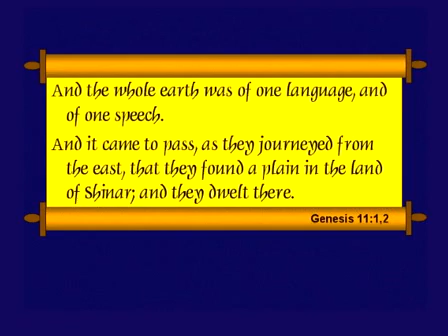 And the whole earth was of one language, and
of one speech.
And it came to pass, as they journeyed from
the east, that they found a plain in the land
of Shinar; and they dwelt there.
Genesis 11:1,2